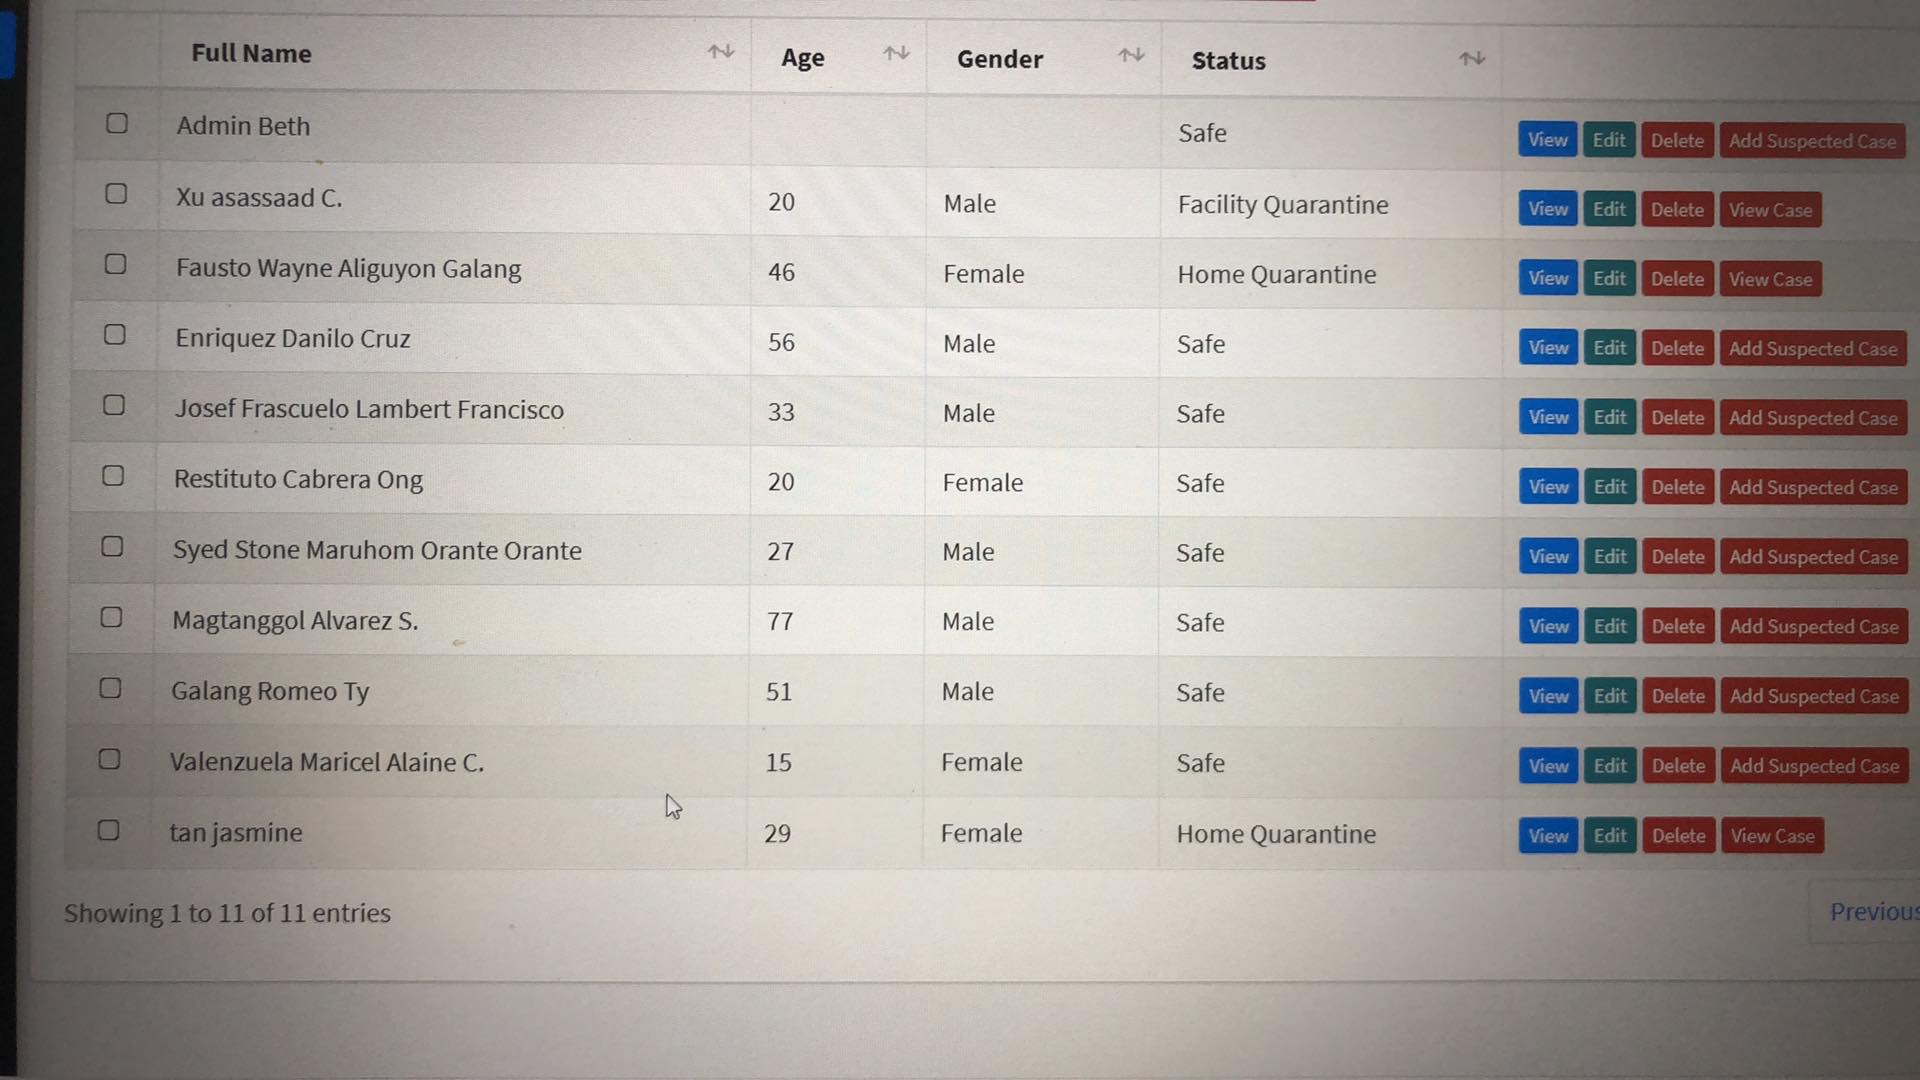 Full Name Age Gender Status
Admin Beth Safe View Edit Delete Add Suspected Case
Xu asassaad C. 20 Male Facility Quarantine View Edit Delete View Case
Fausto Wayne Aliguyon Galang 46 Female Home Quarantine View Edit Delete View Case
Enriquez Danilo Cruz 56 Male Safe View Edit Delete Add Suspected Case
Josef Frascuelo Lambert Francisco 33 Male Safe View Edit Delete Add Suspected Case
Restituto Cabrera Ong 20 Female Safe View Edit Delete Add Suspected Case
Syed Stone Maruhom Orante Orante 27 Male Safe View Edit Delete Add Suspected Case
Magtanggol Alvarez S. 77 Male Safe View Edit Delete Add Suspected Case
Galang Romeo Ty 51 Male Safe View Edit Delete Add Suspected Case
Valenzuela Maricel Alaine C. 15 Female Safe View Edit Delete Add Suspected Case
tan jasmine 29 Female Home Quarantine View Edit Delete View Case
Showing 1 to 11 of 11 entries Previous